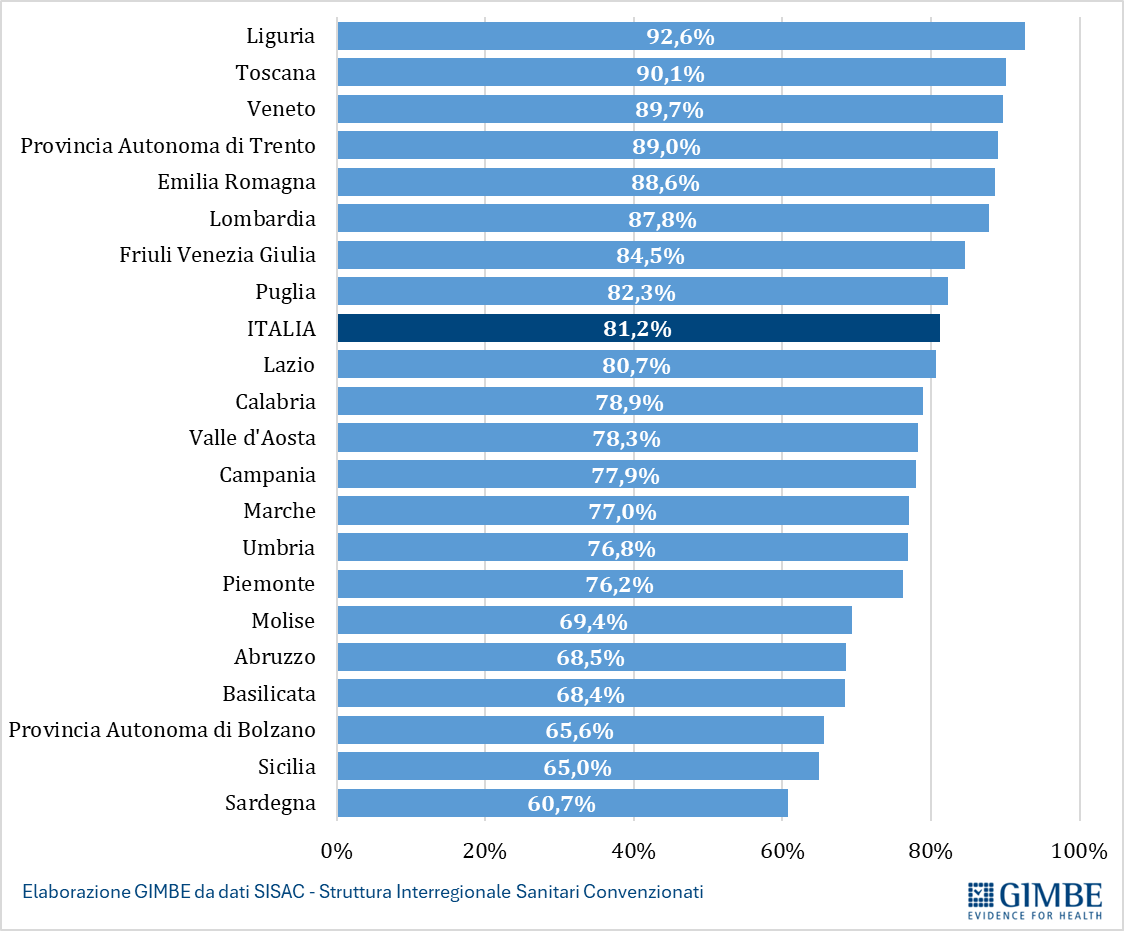 Liguria 92,6%
Toscana 90,1%
Veneto 89,7%
Provincia Autonoma di Trento 89,0%
Emilia Romagna 88,6%
Lombardia 87,8%
Friuli Venezia Giulia 84,5%
Puglia 82,3%
ITALIA 81,2%
Lazio 80,7%
Calabria 78,9%
Valle d'Aosta 78,3%
Campania 77,9%
Marche 77,0%
Umbria 76,8%
Piemonte 76,2%
Molise 69,4%
Abruzzo 68,5%
Basilicata 68,4%
Provincia Autonoma di Bolzano 65,6%
Sicilia 65,0%
Sardegna 60,7%
0% 20% 40% 60% 80% 100%
Elaborazione GIMBE da dati SISAC - Struttura Interregionale Sanitari Convenzionati
GIMBE
EVIDENCE FOR HEALTH